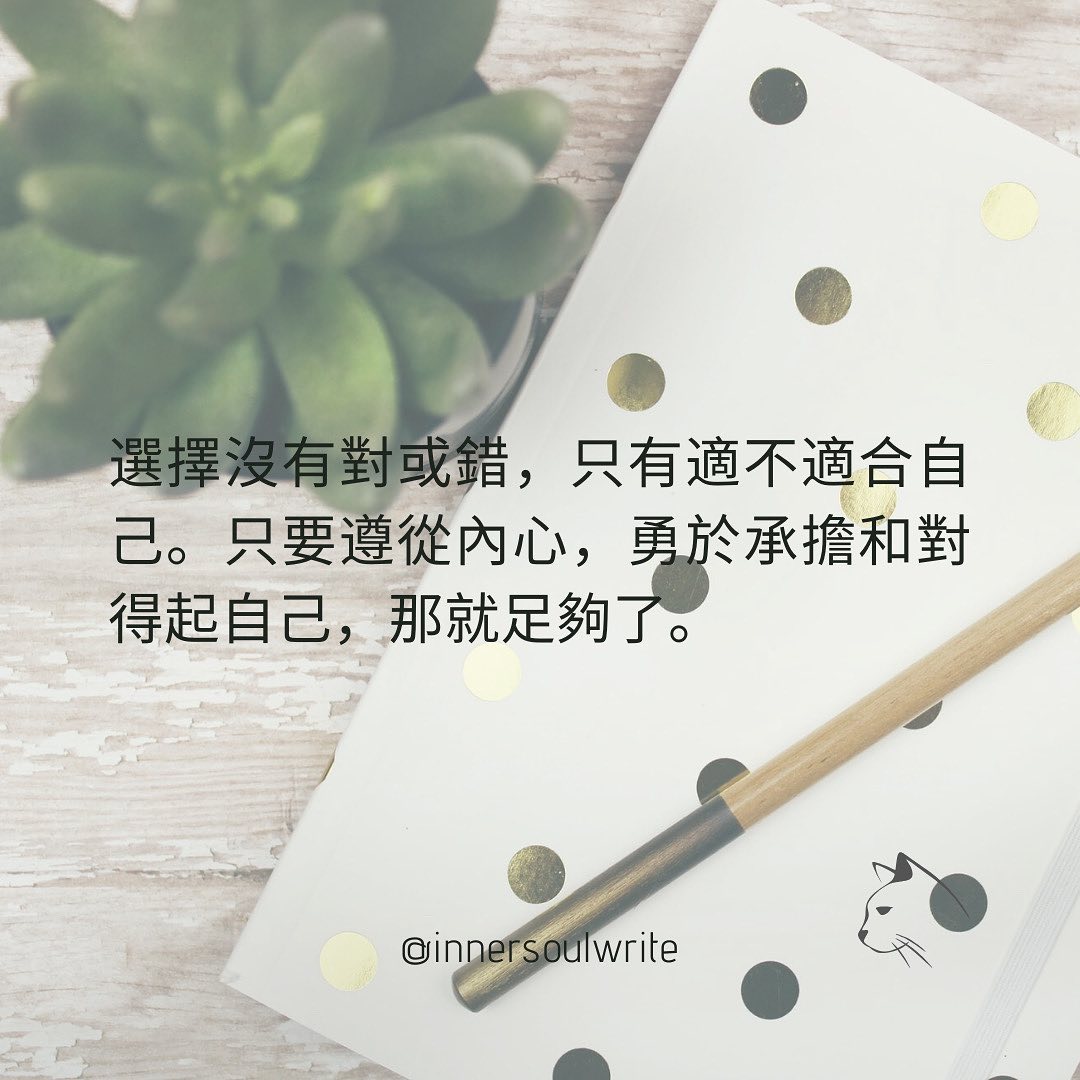 選擇沒有對或錯，只有適不適合自
己。只要遵從內心，勇於承擔和對
得起自己，那就足夠了。
@innersoulwrite